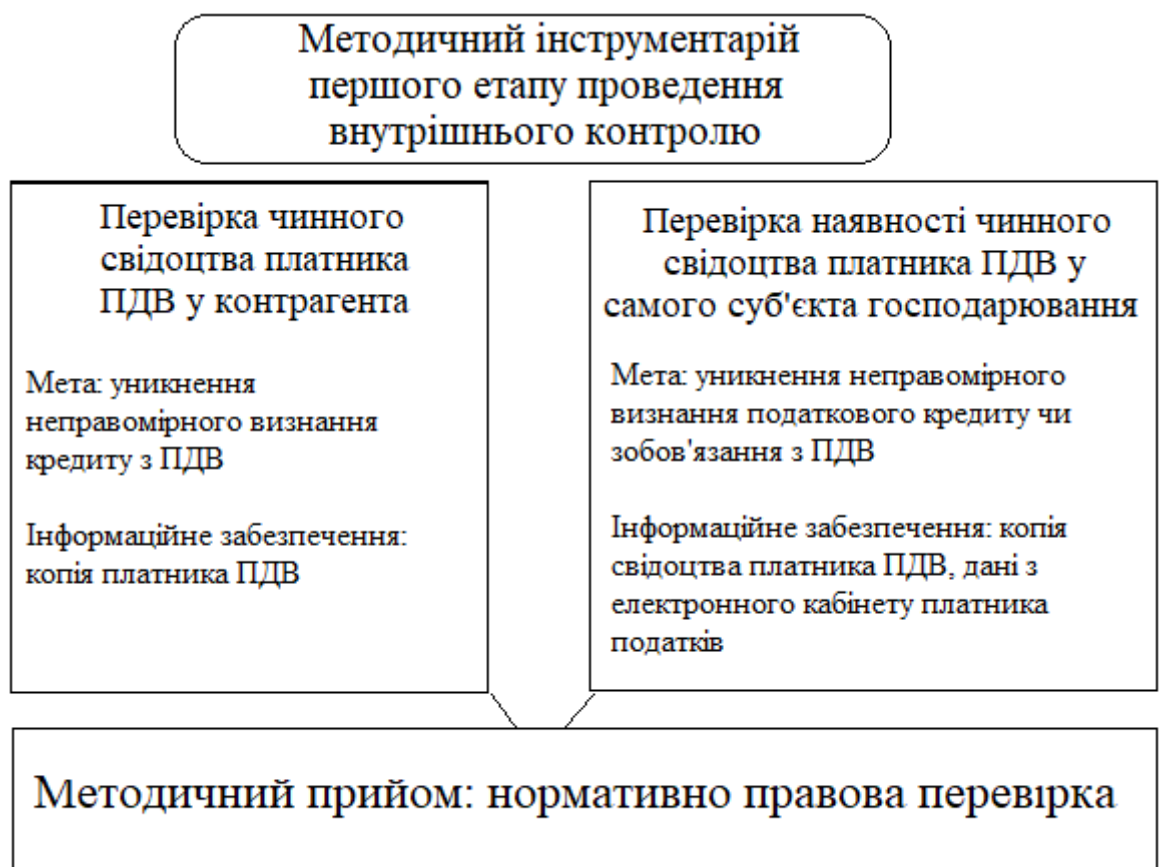 Методичний інструментарій
першого етапу проведення
внутрішнього контролю
Перевірка чинного
свідоцтва платника
ПДВ у контрагента
Мета: уникнення
неправомірного визнання
кредиту з ПДВ
Інформаційне забезпечення:
копія платника ПДВ
Перевірка наявності чинного
свідоцтва платника ПДВ у
самого суб'єкта господарювання
Мета: уникнення неправомірного
визнання податкового кредиту чи
зобов'язання з ПДВ
Інформаційне забезпечення: копія
свідоцтва платника ПДВ, дані з
електронного кабінету платника
податків
Методичний прийом: нормативно правова перевірка